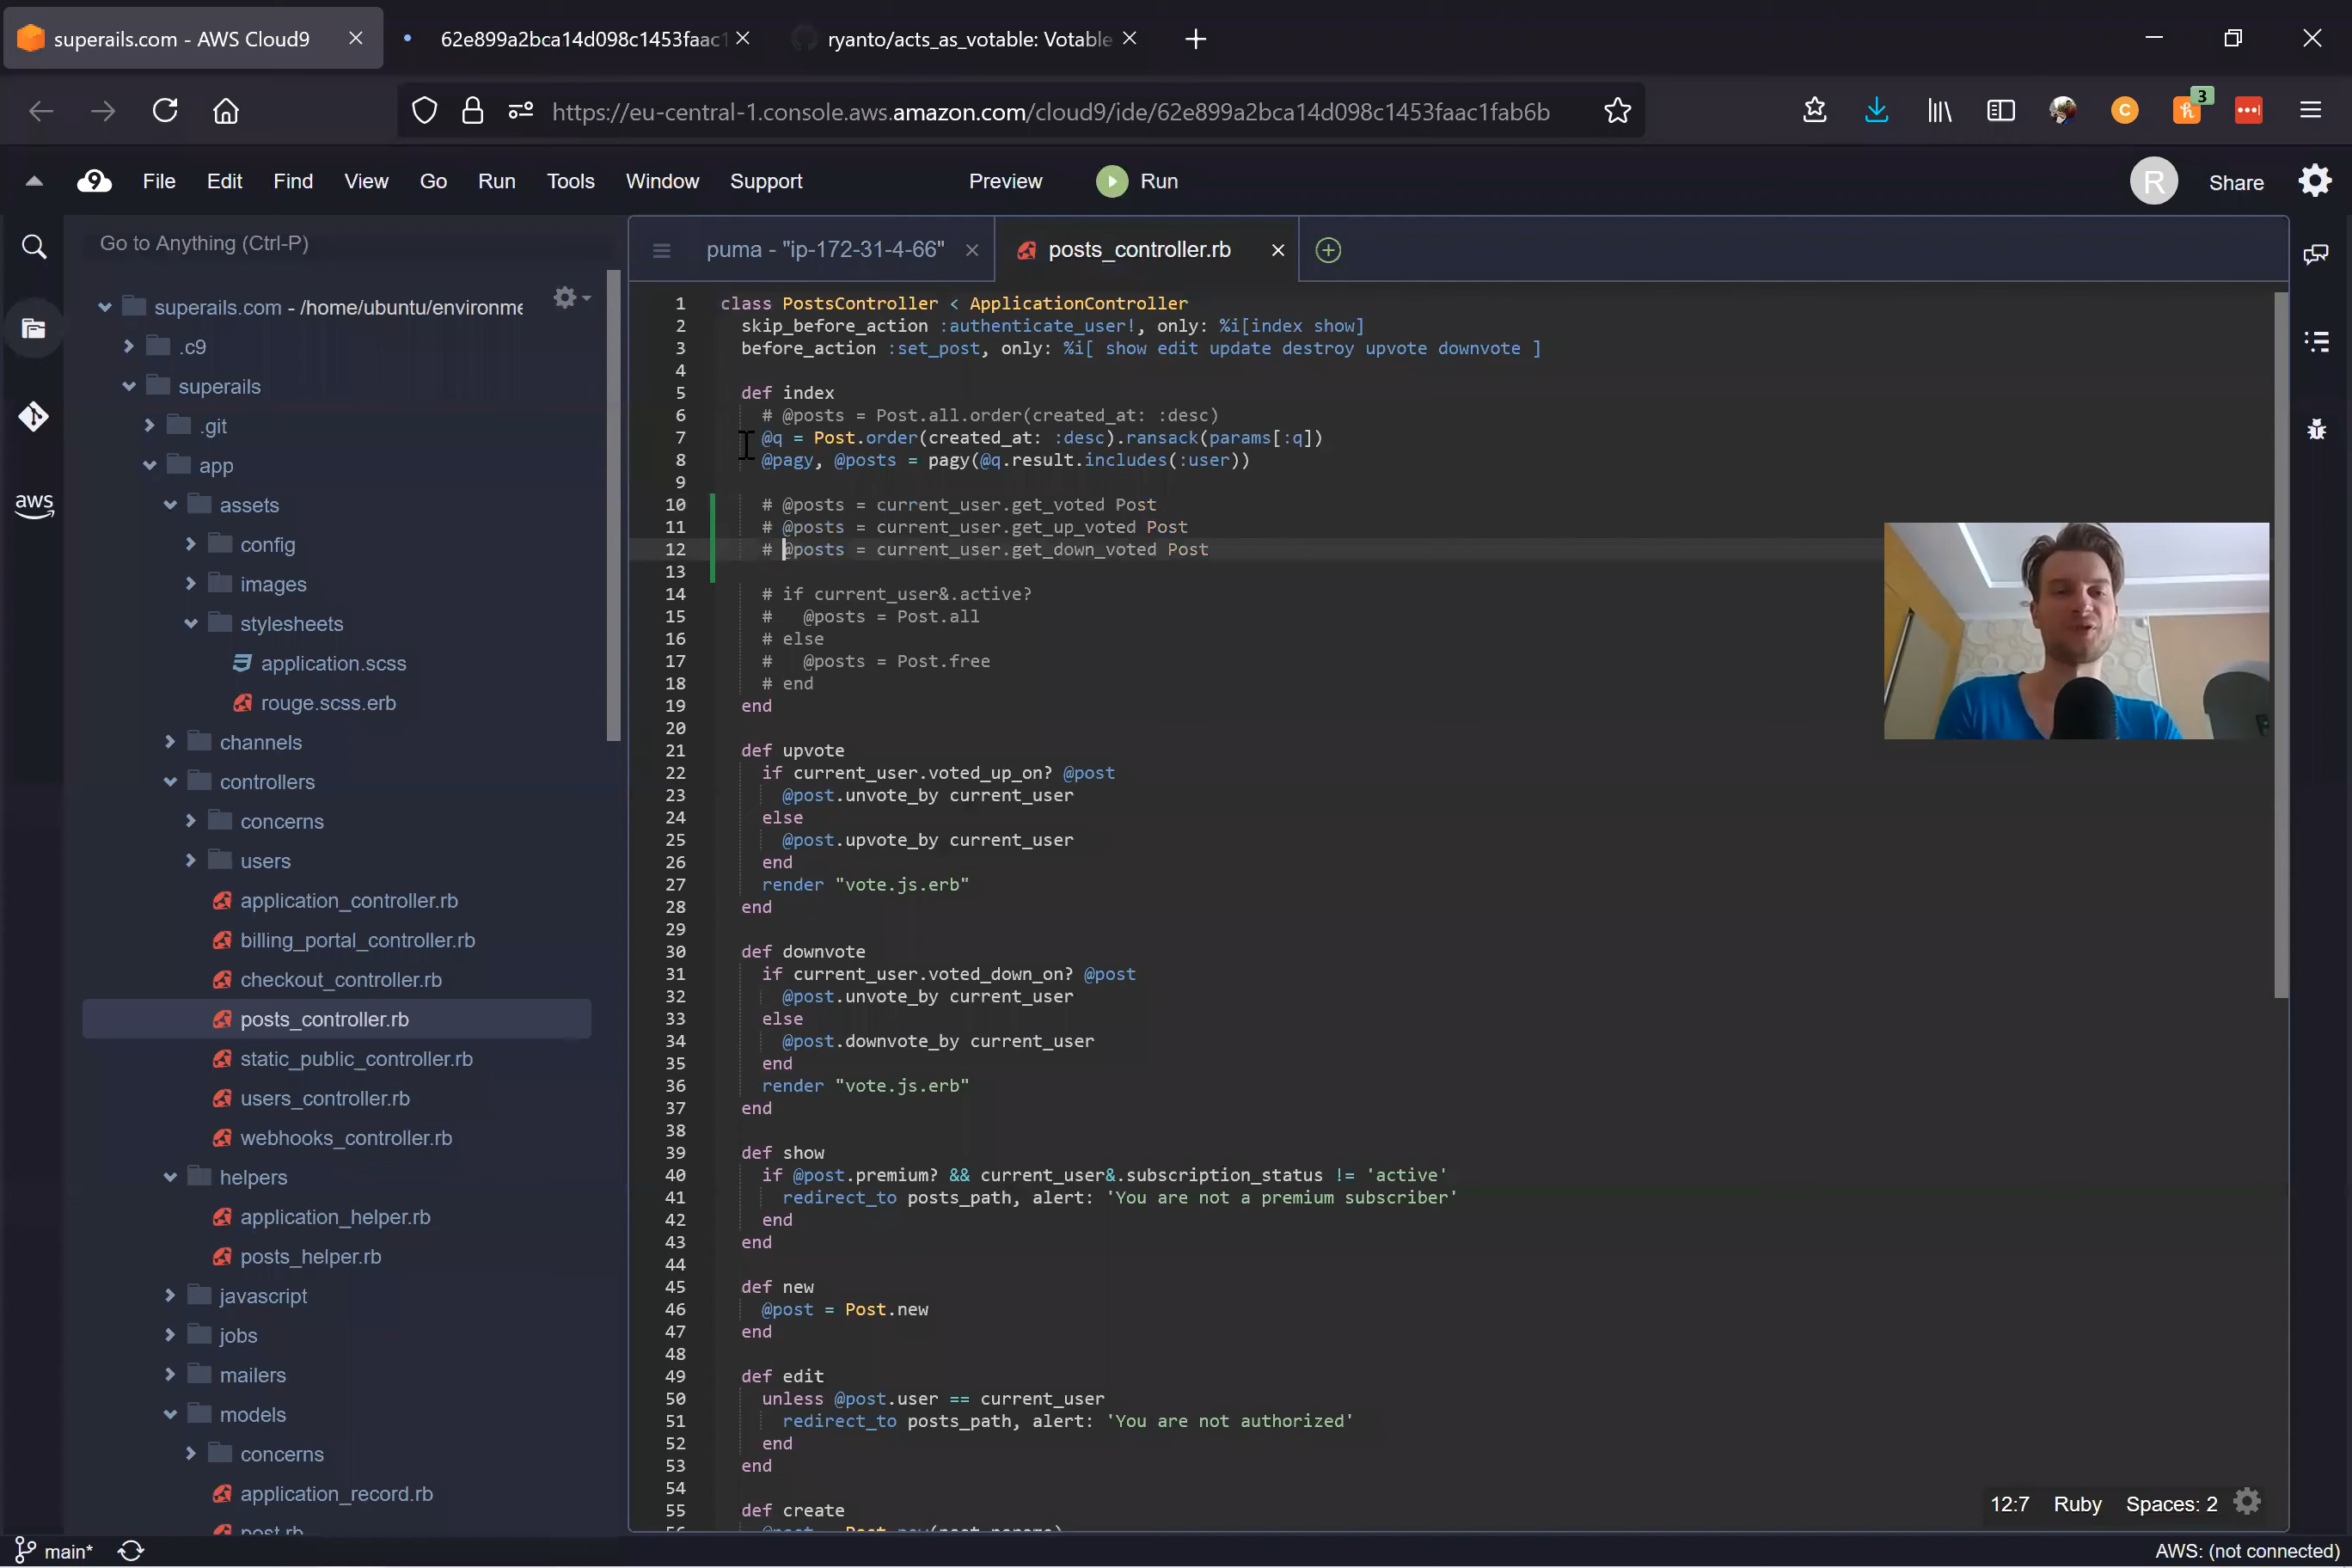 superails.com - AWS Cloud9
62e899a2bca14d098c1453faac1
ryanto/acts_as_votable: Votable
https://eu-central-1.console.aws.amazon.com/cloud9/ide/62e899a2bca14d098c1453faac1fab6b
C
h
3
9
File Edit Find View Go Run Tools Window Support Preview Run
R
Share
Go to Anything (Ctrl-P)
aws
superails.com - /home/ubuntu/environme
.c9
superails
.git
app
assets
config
images
stylesheets
application.scss
rouge.scss.erb
channels
controllers
concerns
users
application_controller.rb
billing_portal_controller.rb
checkout_controller.rb
posts_controller.rb
static_public_controller.rb
users_controller.rb
webhooks_controller.rb
helpers
application_helper.rb
posts_helper.rb
javascript
jobs
mailers
models
concerns
application_record.rb
post.rb
puma - "ip-172-31-4-66"
posts_controller.rb
1 class PostsController < ApplicationController
2 skip_before_action :authenticate_user!, only: %i[index show]
3 before_action :set_post, only: %i[ show edit update destroy upvote downvote ]
4
5 def index
6 # @posts = Post.all.order(created_at: :desc)
7 @q = Post.order(created_at: :desc).ransack(params[:q])
8 @pagy, @posts = pagy(@q.result.includes(:user))
9
10 # @posts = current_user.get_voted Post
11 # @posts = current_user.get_up_voted Post
12 # @posts = current_user.get_down_voted Post
13
14 # if current_user&.active?
15 #   @posts = Post.all
16 # else
17 #   @posts = Post.free
18 # end
19 end
20
21 def upvote
22 if current_user.voted_up_on? @post
23 @post.unvote_by current_user
24 else
25 @post.upvote_by current_user
26 end
27 render "vote.js.erb"
28 end
29
30 def downvote
31 if current_user.voted_down_on? @post
32 @post.unvote_by current_user
33 else
34 @post.downvote_by current_user
35 end
36 render "vote.js.erb"
37 end
38
39 def show
40 if @post.premium? && current_user&.subscription_status != 'active'
41 redirect_to posts_path, alert: 'You are not a premium subscriber'
42 end
43 end
44
45 def new
46 @post = Post.new
47 end
48
49 def edit
50 unless @post.user == current_user
51 redirect_to posts_path, alert: 'You are not authorized'
52 end
53 end
54
55 def create
56 @post = Post.new(post_params)
12:7 Ruby Spaces: 2
main*
AWS: (not connected)